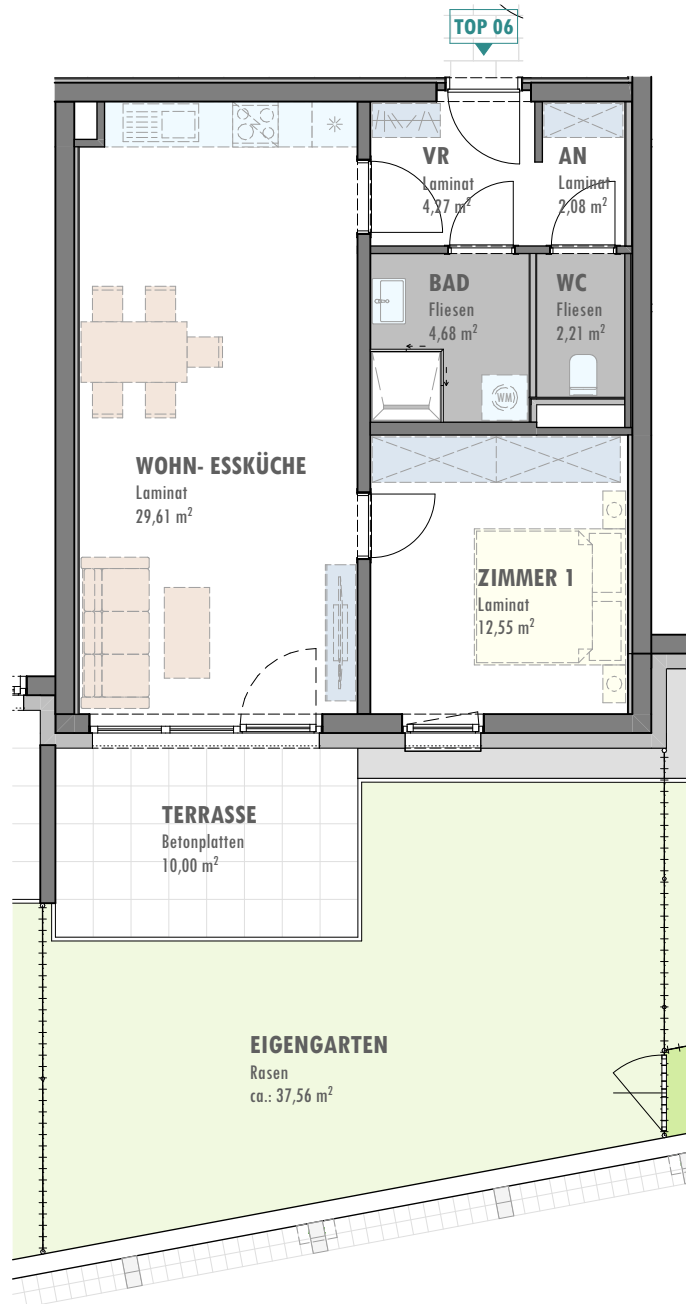 TOP 06
VR
Laminat
4,27 m²
AN
Laminat
2,08 m²
BAD
Fliesen
4,68 m²
WC
Fliesen
2,21 m²
WM
WOHN- ESSKÜCHE
Laminat
29,61 m²
ZIMMER 1
Laminat
12,55 m²
TERRASSE
Betonplatten
10,00 m²
EIGENGARTEN
Rasen
ca.: 37,56 m²